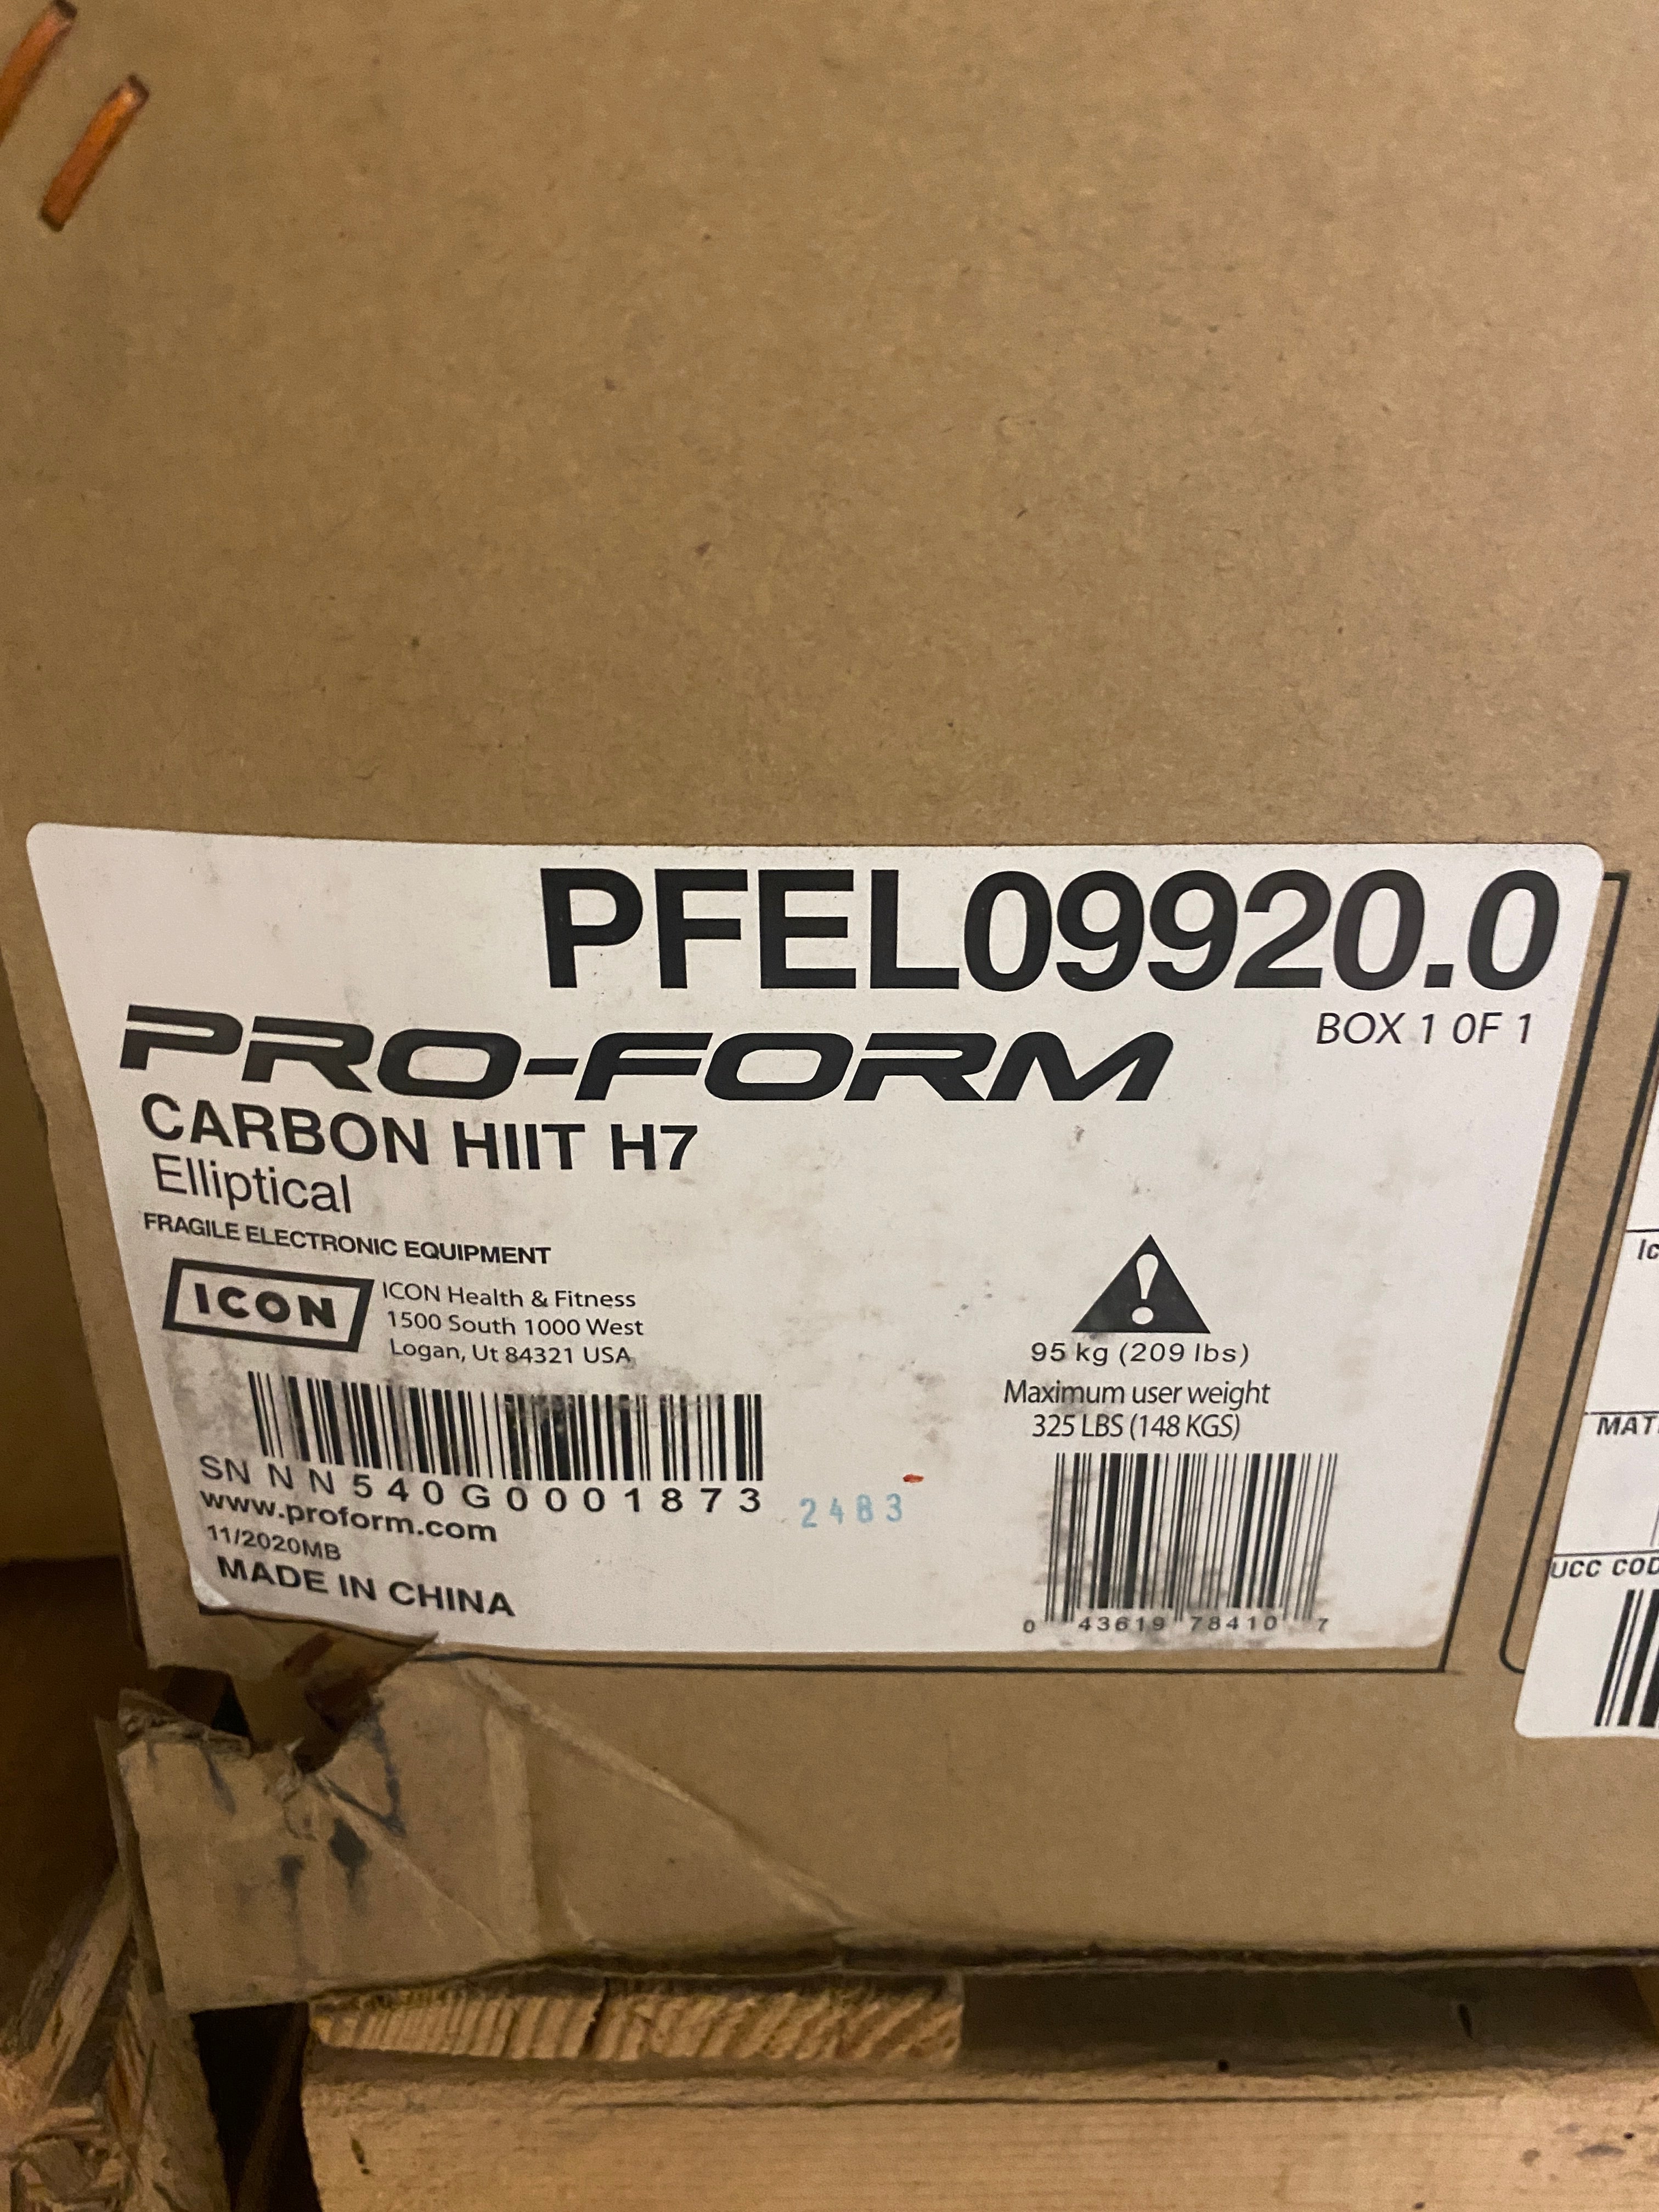 PFEL09920.0
BOX 1 OF 1
PRO-FORM
CARBON HIIT H7
Elliptical
FRAGILE ELECTRONIC EQUIPMENT
ICON
ICON Health & Fitness
1500 South 1000 West
Logan, Ut 84321 USA
SN N N 5 4 0 G 0 0 0 1 8 7 3
www.proform.com
11/2020MB
MADE IN CHINA
2483
95 kg (209 lbs)
Maximum user weight
325 LBS (148 KGS)
0 43619 78410 7
UCC